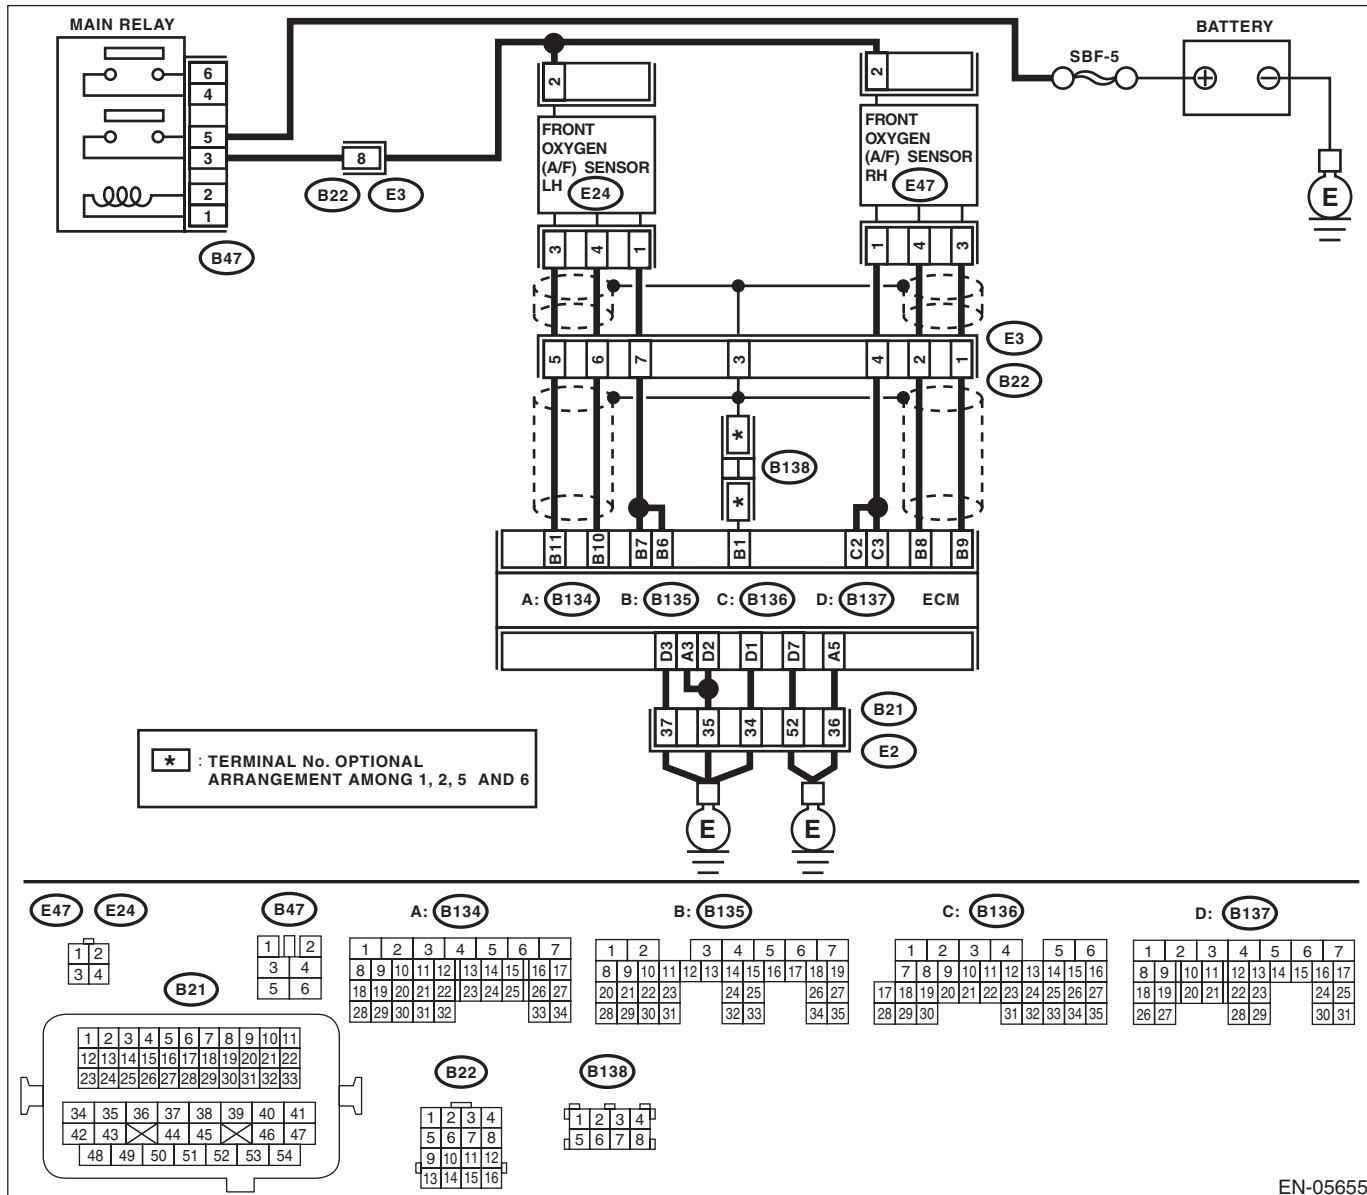 MAIN RELAY
BATTERY
SBF-5
6
4
5
3
2
1
8
B22 E3
B47
2
2
FRONT
OXYGEN
(A/F) SENSOR
LH
E24
FRONT
OXYGEN
(A/F) SENSOR
RH
E47
E
3 4 1
1 4 3
E3
5 6 7 3 4 2 1
B22
*
B138
*
B11 B10 B7 B6 B1 C2 C3 B8 B9
A: B134 B: B135 C: B136 D: B137 ECM
D3 A3 D2 D1 D7 A5
37 35 34 52 36
B21
E2
* : TERMINAL No. OPTIONAL
ARRANGEMENT AMONG 1, 2, 5 AND 6
E E
E47 E24
1 2
3 4
B47
1 2
3 4
5 6
A: B134
1 2 3 4 5 6 7
8 9 10 11 12 13 14 15 16 17
18 19 20 21 22 23 24 25 26 27
28 29 30 31 32 33 34
B: B135
1 2 3 4 5 6 7
8 9 10 11 12 13 14 15 16 17 18 19
20 21 22 23 24 25 26 27
28 29 30 31 32 33 34 35
C: B136
1 2 3 4 5 6
7 8 9 10 11 12 13 14 15 16
17 18 19 20 21 22 23 24 25 26 27
28 29 30 31 32 33 34 35
D: B137
1 2 3 4 5 6 7
8 9 10 11 12 13 14 15 16 17
18 19 20 21 22 23 24 25
26 27 28 29 30 31
B21
1 2 3 4 5 6 7 8 9 10 11
12 13 14 15 16 17 18 19 20 21 22
23 24 25 26 27 28 29 30 31 32 33
34 35 36 37 38 39 40 41
42 43 44 45 46 47
48 49 50 51 52 53 54
B22
1 2 3 4
5 6 7 8
9 10 11 12
13 14 15 16
B138
1 2 3 4
5 6 7 8
EN-05655